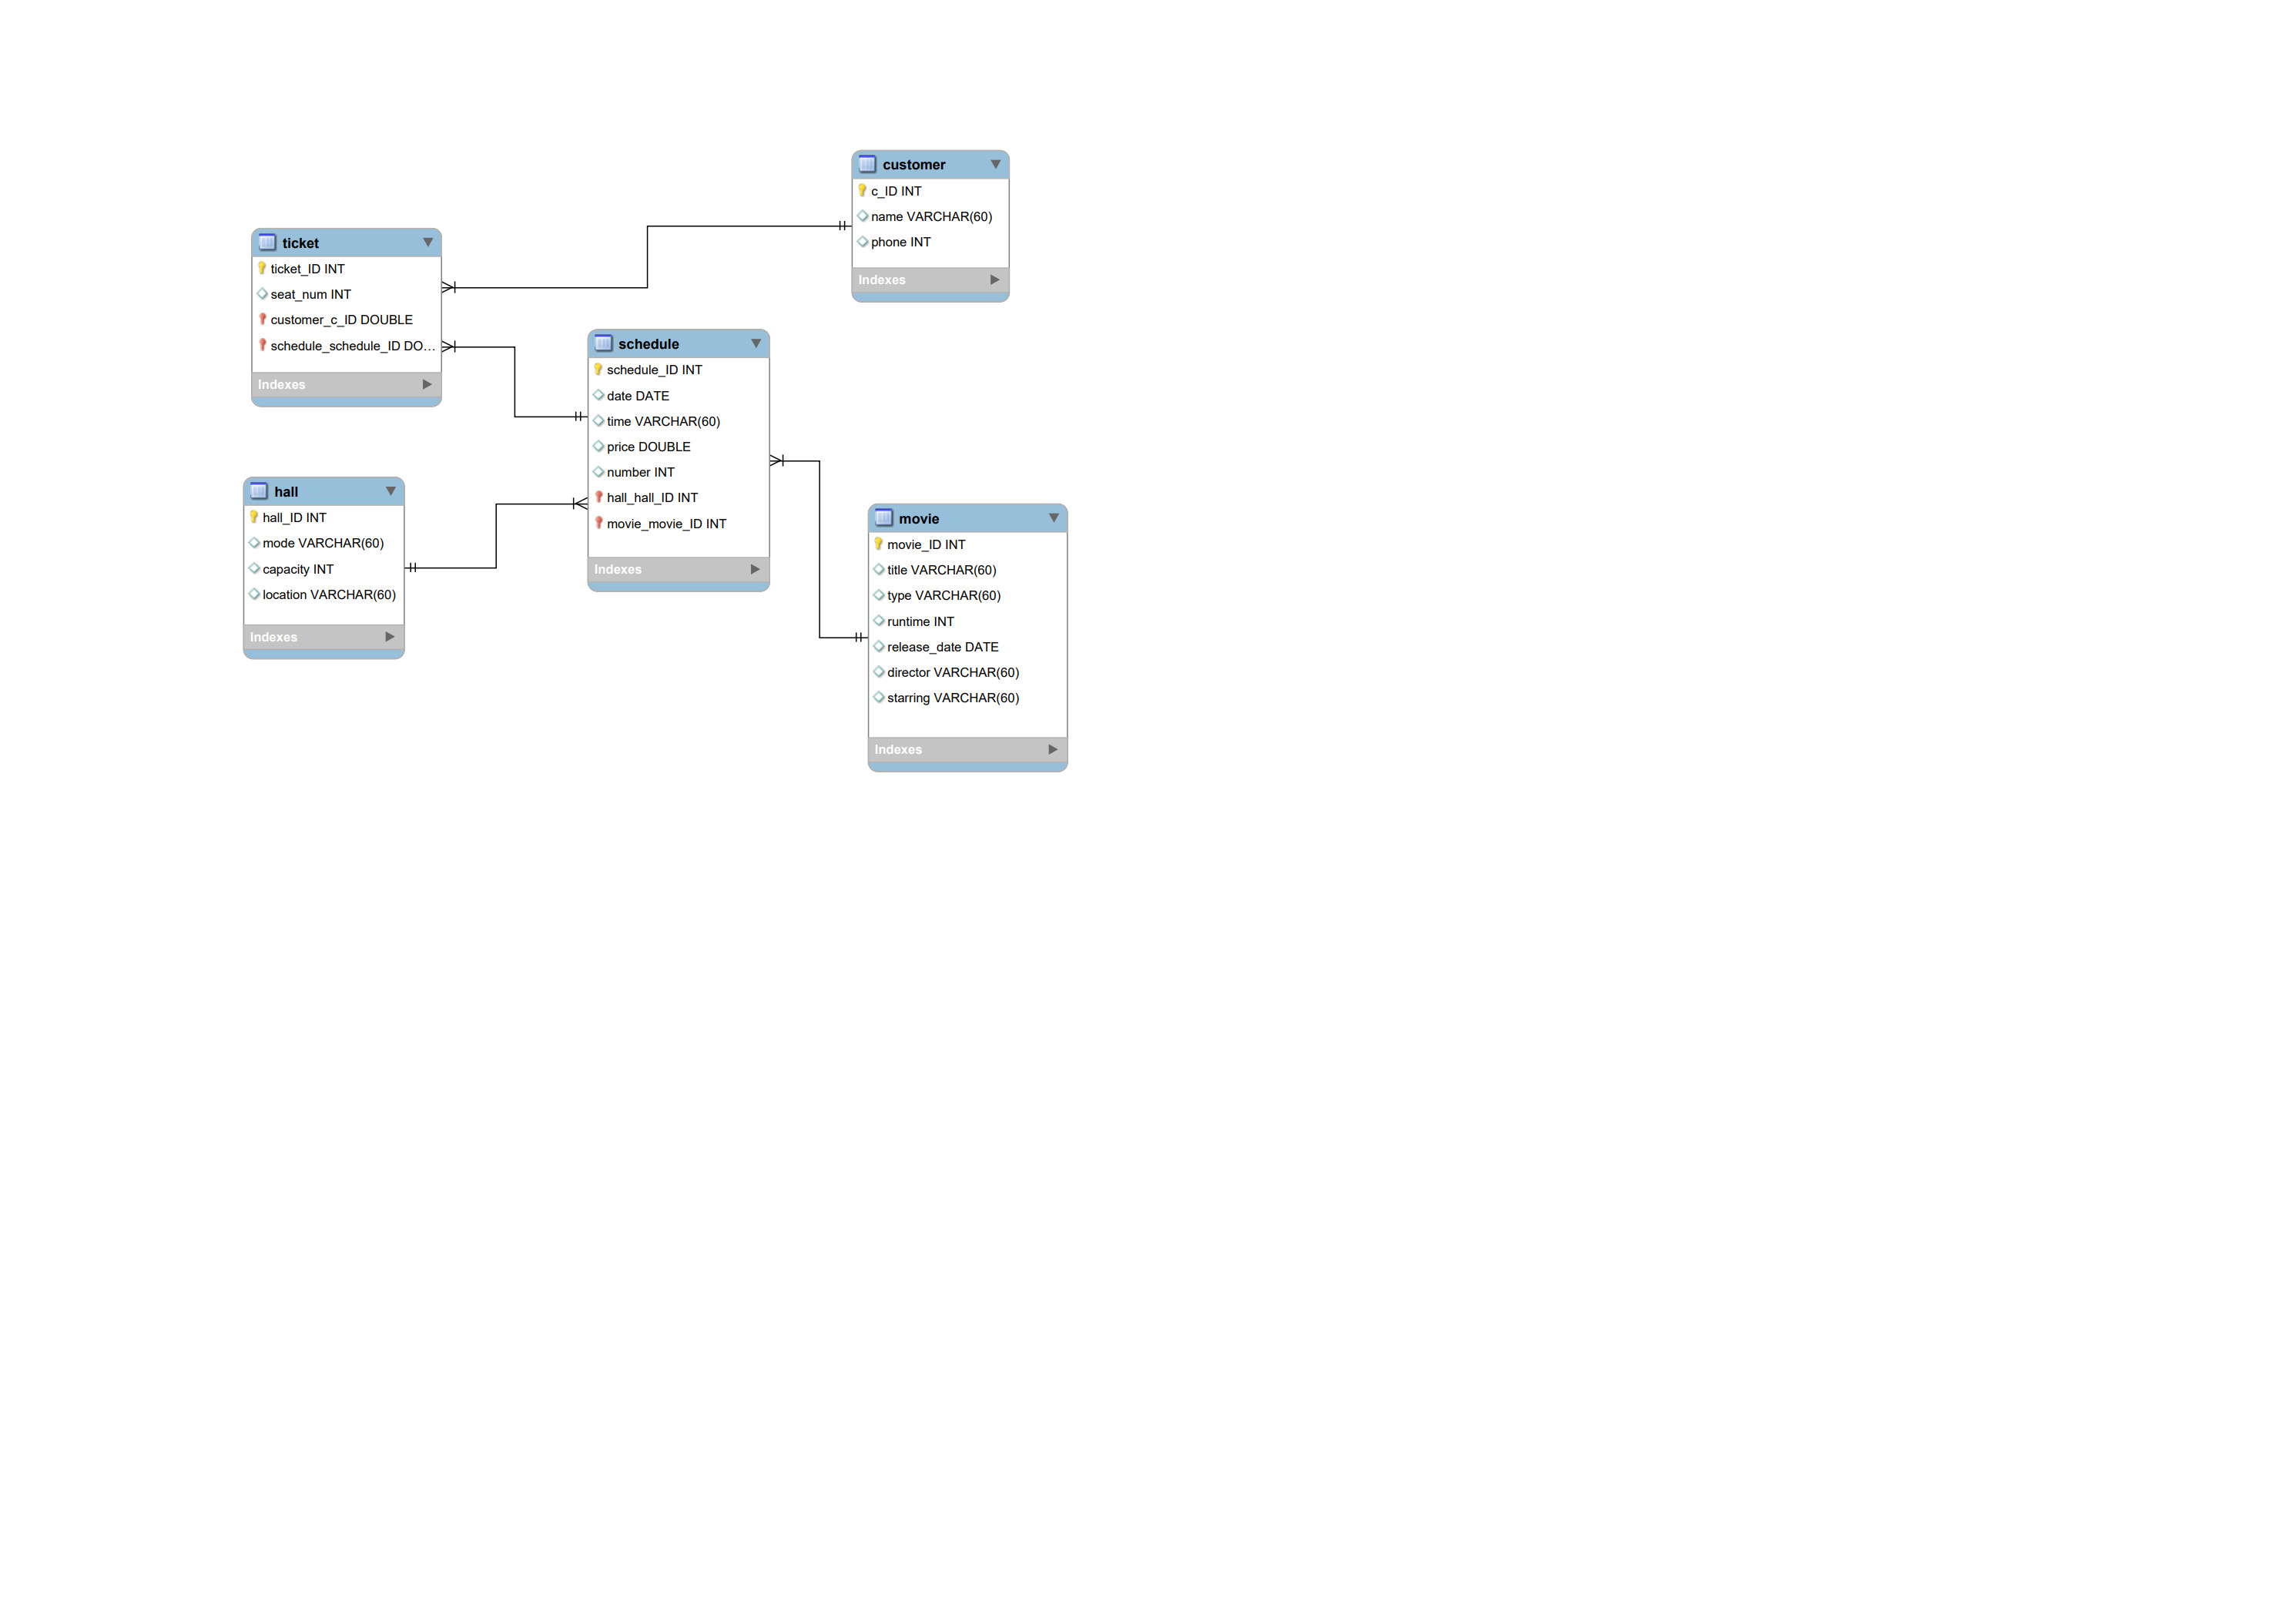 customer
c_ID INT
name VARCHAR(60)
phone INT
Indexes
ticket
ticket_ID INT
seat_num INT
customer_c_ID DOUBLE
schedule_schedule_ID DO...
Indexes
schedule
schedule_ID INT
date DATE
time VARCHAR(60)
price DOUBLE
number INT
hall_hall_ID INT
movie_movie_ID INT
Indexes
hall
hall_ID INT
mode VARCHAR(60)
capacity INT
location VARCHAR(60)
Indexes
movie
movie_ID INT
title VARCHAR(60)
type VARCHAR(60)
runtime INT
release_date DATE
director VARCHAR(60)
starring VARCHAR(60)
Indexes